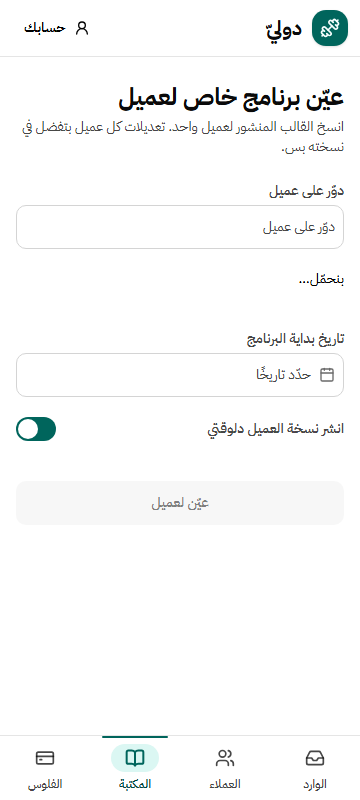 دوليّ
حسابك
عيّن برنامج خاص لعميل
انسخ القالب المنشور لعميل واحد. تعديلات كل عميل بتفضل في
نسخته بس.
دوّر على عميل
دوّر على عميل
بنحمّل...
تاريخ بداية البرنامج
حدّد تاريخًا
انشر نسخة العميل دلوقتي
عيّن لعميل
الوارد
العملاء
المكتبة
الفلوس